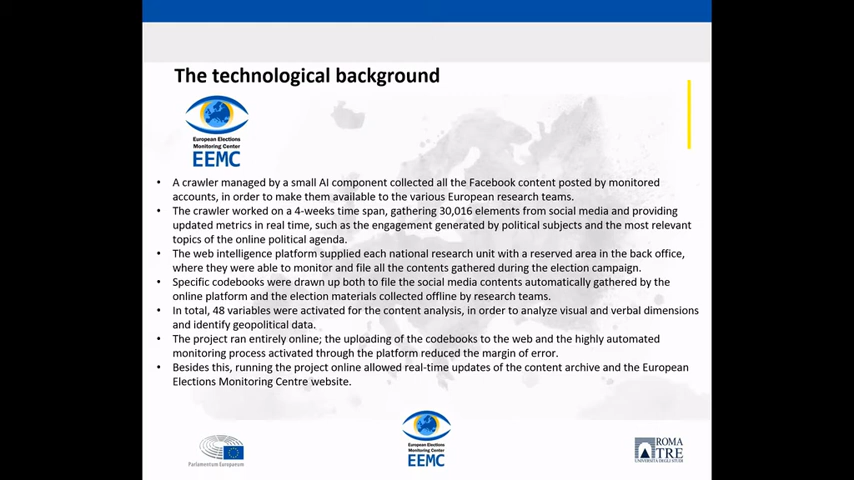 The technological background
European Elections
Monitoring Center
EEMC
• A crawler managed by a small AI component collected all the Facebook content posted by monitored
accounts, in order to make them available to the various European research teams.
• The crawler worked on a 4-weeks time span, gathering 30,016 elements from social media and providing
updated metrics in real time, such as the engagement generated by political subjects and the most relevant
topics of the online political agenda.
• The web intelligence platform supplied each national research unit with a reserved area in the back office,
where they were able to monitor and file all the contents gathered during the election campaign.
• Specific codebooks were drawn up both to file the social media contents automatically gathered by the
online platform and the election materials collected offline by research teams.
• In total, 48 variables were activated for the content analysis, in order to analyze visual and verbal dimensions
and identify geopolitical data.
• The project ran entirely online; the uploading of the codebooks to the web and the highly automated
monitoring process activated through the platform reduced the margin of error.
• Besides this, running the project online allowed real-time updates of the content archive and the European
Elections Monitoring Centre website.
Parlamentum Europaeum
European Elections
Monitoring Center
EEMC
ROMA
TRE
UNIVERSITÀ DEGLI STUDI